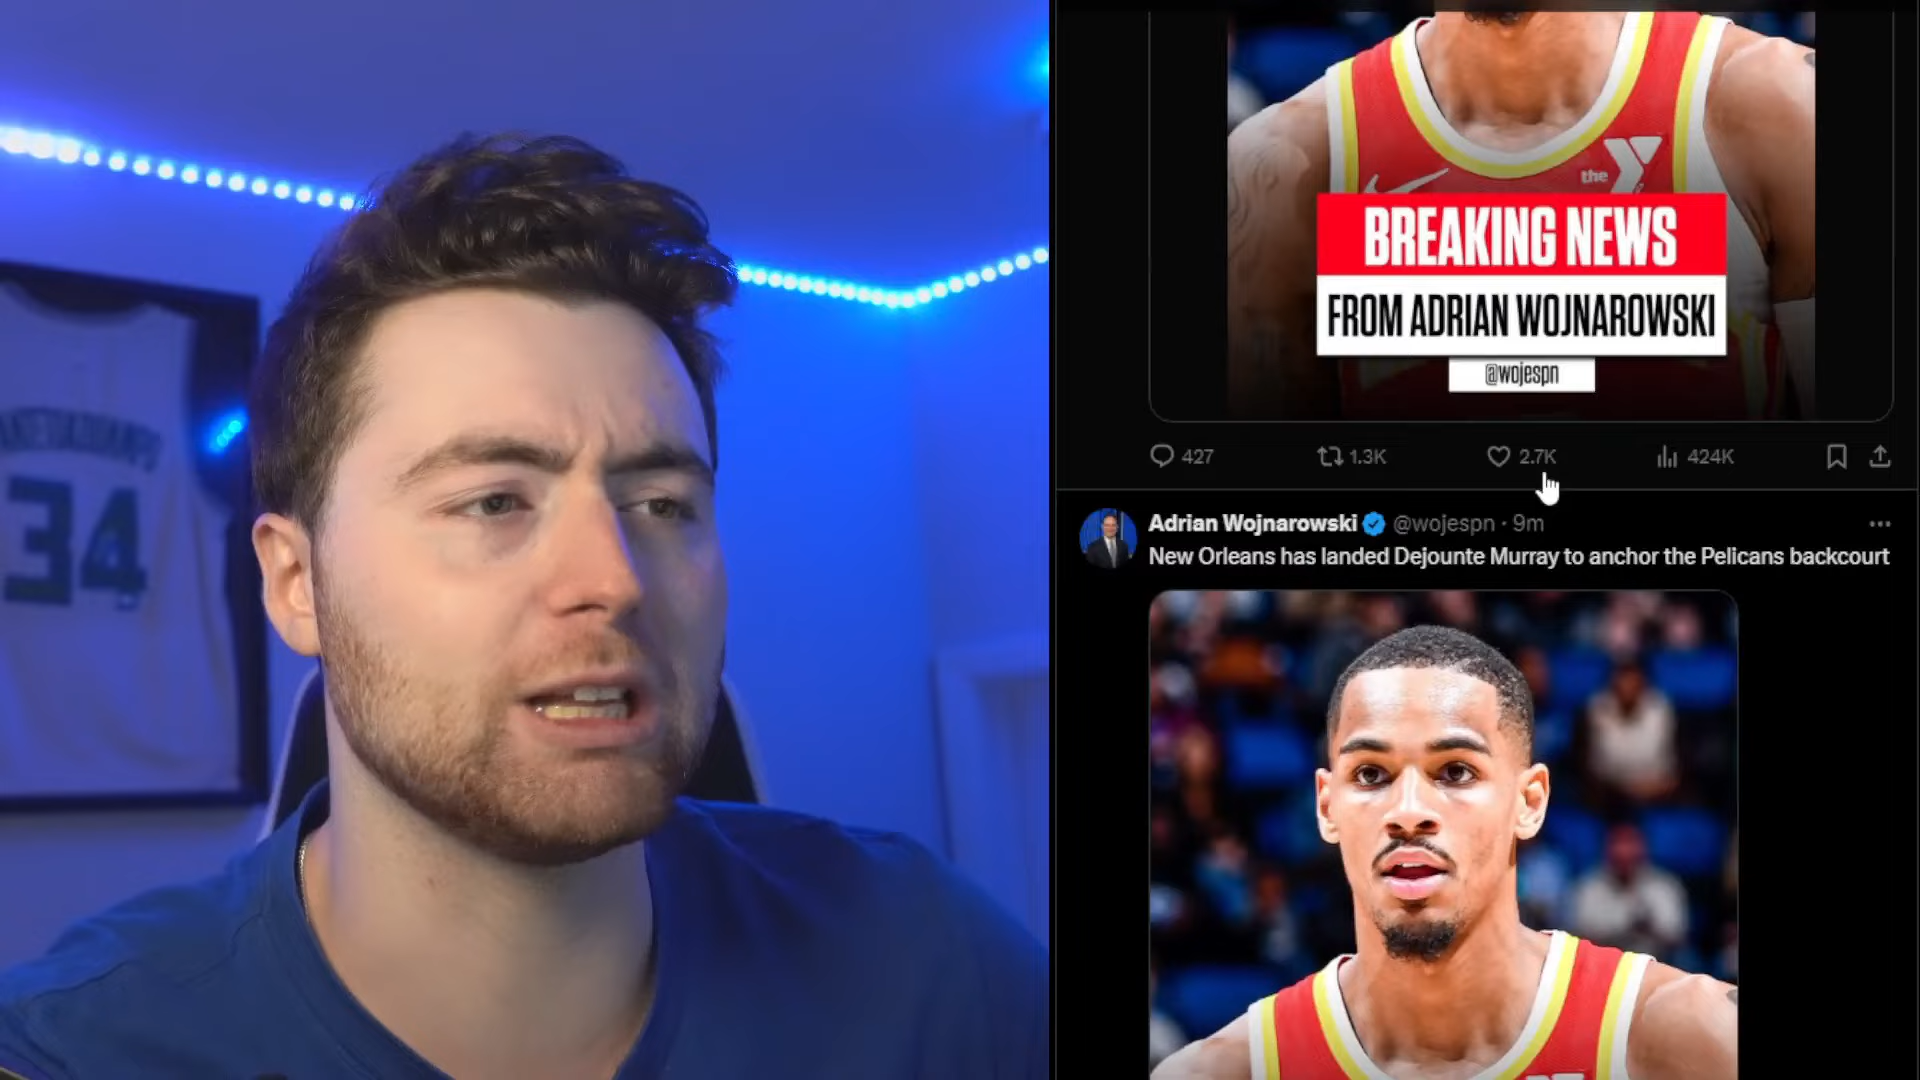 34
the Y
BREAKING NEWS
FROM ADRIAN WOJNAROWSKI
@wojespn
427 1.3K 2.7K 424K
Adrian Wojnarowski @wojespn · 9m
New Orleans has landed Dejounte Murray to anchor the Pelicans backcourt